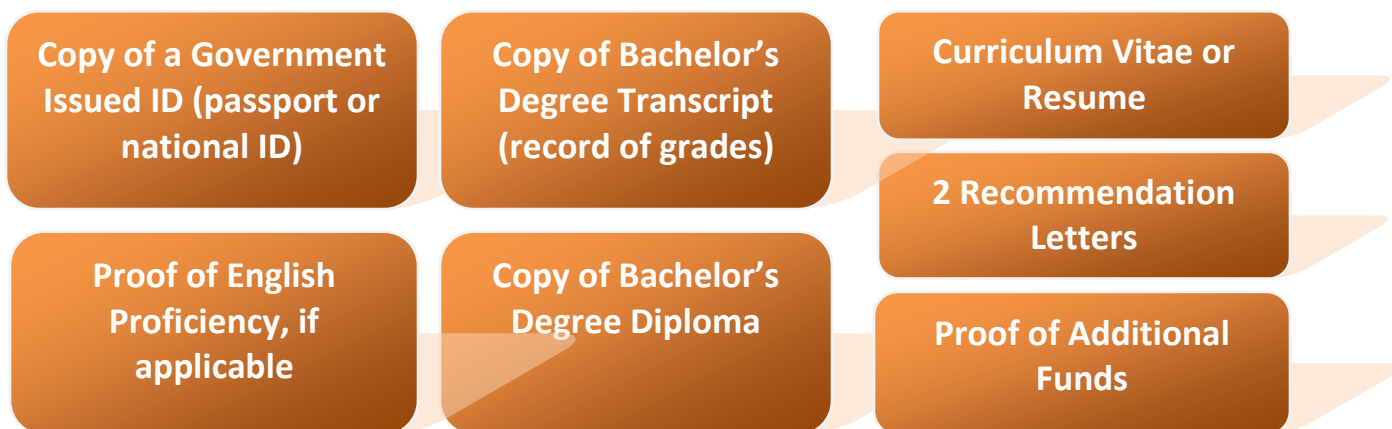 Copy of a Government
Issued ID (passport or
national ID)
Copy of Bachelor’s
Degree Transcript
(record of grades)
Curriculum Vitae or
Resume
2 Recommendation
Letters
Proof of English
Proficiency, if
applicable
Copy of Bachelor’s
Degree Diploma
Proof of Additional
Funds